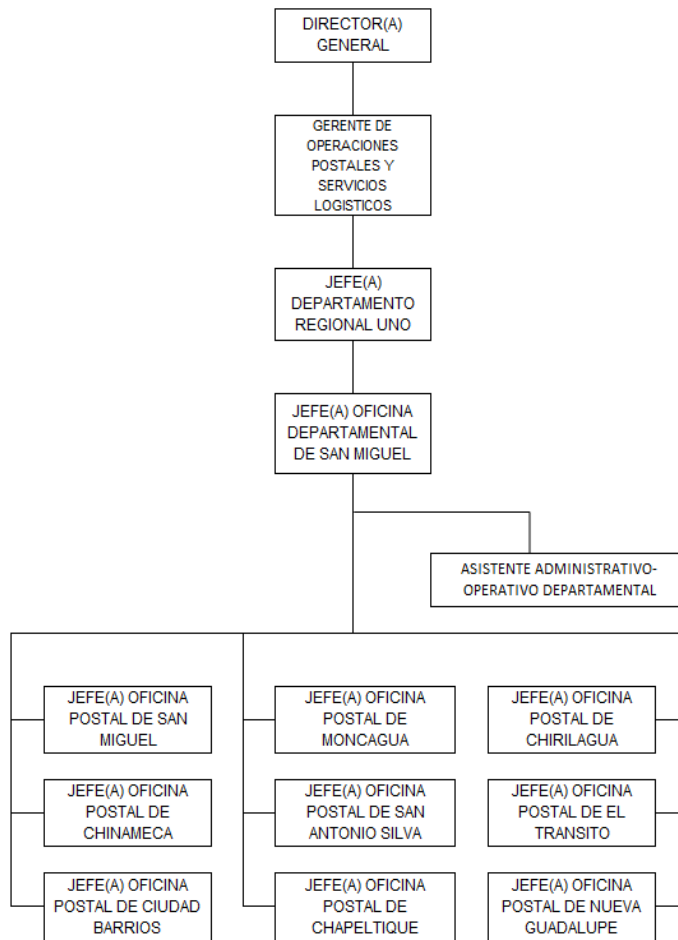 DIRECTOR(A)
GENERAL
GERENTE DE
OPERACIONES
POSTALES Y
SERVICIOS
LOGISTICOS
JEFE(A)
DEPARTAMENTO
REGIONAL UNO
JEFE(A) OFICINA
DEPARTAMENTAL
DE SAN MIGUEL
ASISTENTE ADMINISTRATIVO-
OPERATIVO DEPARTAMENTAL
JEFE(A) OFICINA
POSTAL DE SAN
MIGUEL
JEFE(A) OFICINA
POSTAL DE
MONCAGUA
JEFE(A) OFICINA
POSTAL DE
CHIRILAGUA
JEFE(A) OFICINA
POSTAL DE
CHINAMECA
JEFE(A) OFICINA
POSTAL DE SAN
ANTONIO SILVA
JEFE(A) OFICINA
POSTAL DE EL
TRANSITO
JEFE(A) OFICINA
POSTAL DE CIUDAD
BARRIOS
JEFE(A) OFICINA
POSTAL DE
CHAPELTIQUE
JEFE(A) OFICINA
POSTAL DE NUEVA
GUADALUPE